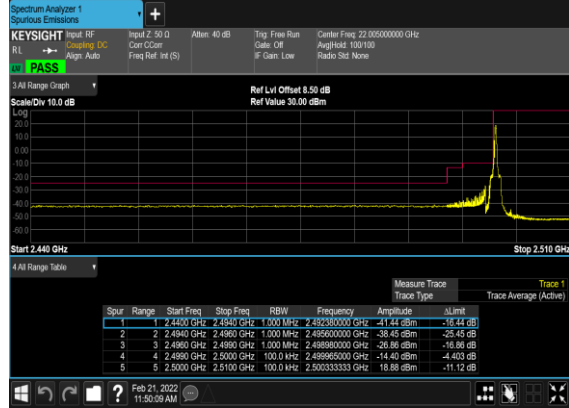 Spectrum Analyzer 1
Spurious Emissions
KEYSIGHT Input: RF Input Z: 50 Ω Atten: 40 dB Trig: Free Run Center Freq: 22.005000000 GHz
RL Coupling: DC Corr CCorr Gate: Off Avg|Hold: 100/100
Align: Auto Freq Ref: Int (S) IF Gain: Low Radio Std: None
PASS
3 All Range Graph
Ref Lvl Offset 8.50 dB
Scale/Div 10.0 dB Ref Value 30.00 dBm
Log
20.0
10.0
0.00
-10.0
-20.0
-30.0
-40.0
-50.0
-60.0
Start 2.440 GHz Stop 2.510 GHz
4 All Range Table
Measure Trace Trace 1
Trace Type Trace Average (Active)
Spur Range Start Freq Stop Freq RBW Frequency Amplitude ΔLimit
1 1 2.4400 GHz 2.4940 GHz 1.000 MHz 2.492380000 GHz -41.44 dBm -16.44 dB
2 2 2.4940 GHz 2.4960 GHz 1.000 MHz 2.495600000 GHz -38.45 dBm -25.45 dB
3 3 2.4960 GHz 2.4990 GHz 1.000 MHz 2.498980000 GHz -26.86 dBm -16.86 dB
4 4 2.4990 GHz 2.5000 GHz 100.0 kHz 2.499965000 GHz -14.40 dBm -4.403 dB
5 5 2.5000 GHz 2.5100 GHz 100.0 kHz 2.500333333 GHz 18.88 dBm -11.12 dB
Feb 21, 2022
11:50:09 AM